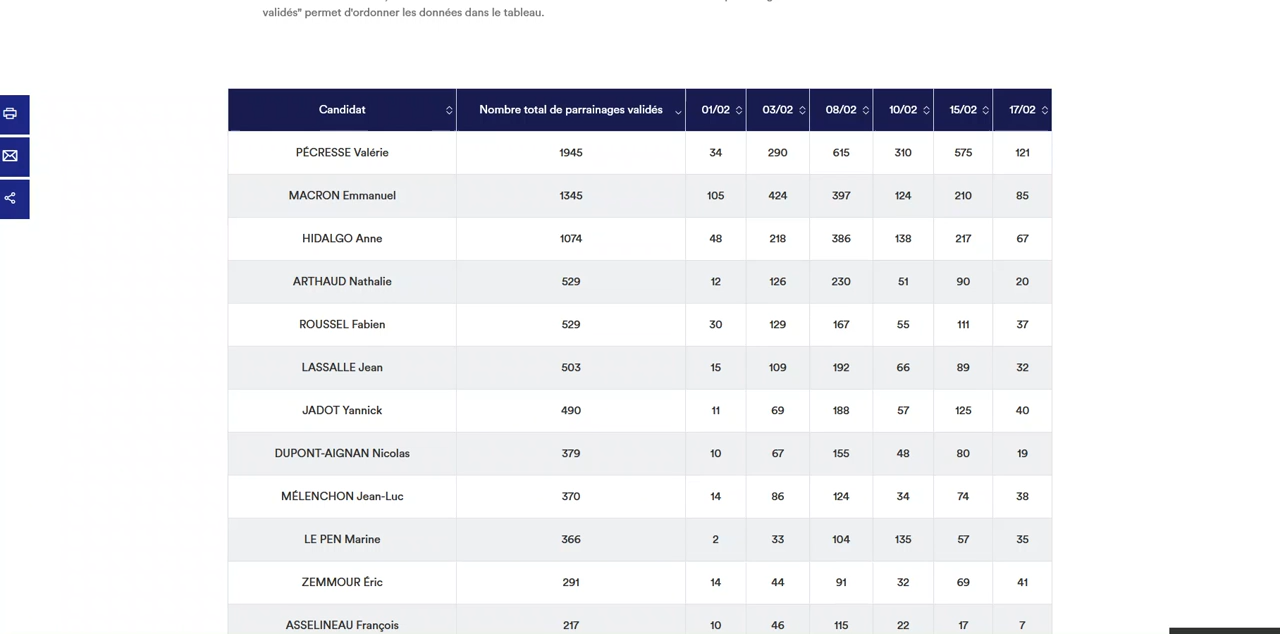 validés" permet d'ordonner les données dans le tableau.
Candidat Nombre total de parrainages validés 01/02 03/02 08/02 10/02 15/02 17/02
PÉCRESSE Valérie 1945 34 290 615 310 575 121
MACRON Emmanuel 1345 105 424 397 124 210 85
HIDALGO Anne 1074 48 218 386 138 217 67
ARTHAUD Nathalie 529 12 126 230 51 90 20
ROUSSEL Fabien 529 30 129 167 55 111 37
LASSALLE Jean 503 15 109 192 66 89 32
JADOT Yannick 490 11 69 188 57 125 40
DUPONT-AIGNAN Nicolas 379 10 67 155 48 80 19
MÉLENCHON Jean-Luc 370 14 86 124 34 74 38
LE PEN Marine 366 2 33 104 135 57 35
ZEMMOUR Éric 291 14 44 91 32 69 41
ASSELINEAU François 217 10 46 115 22 17 7